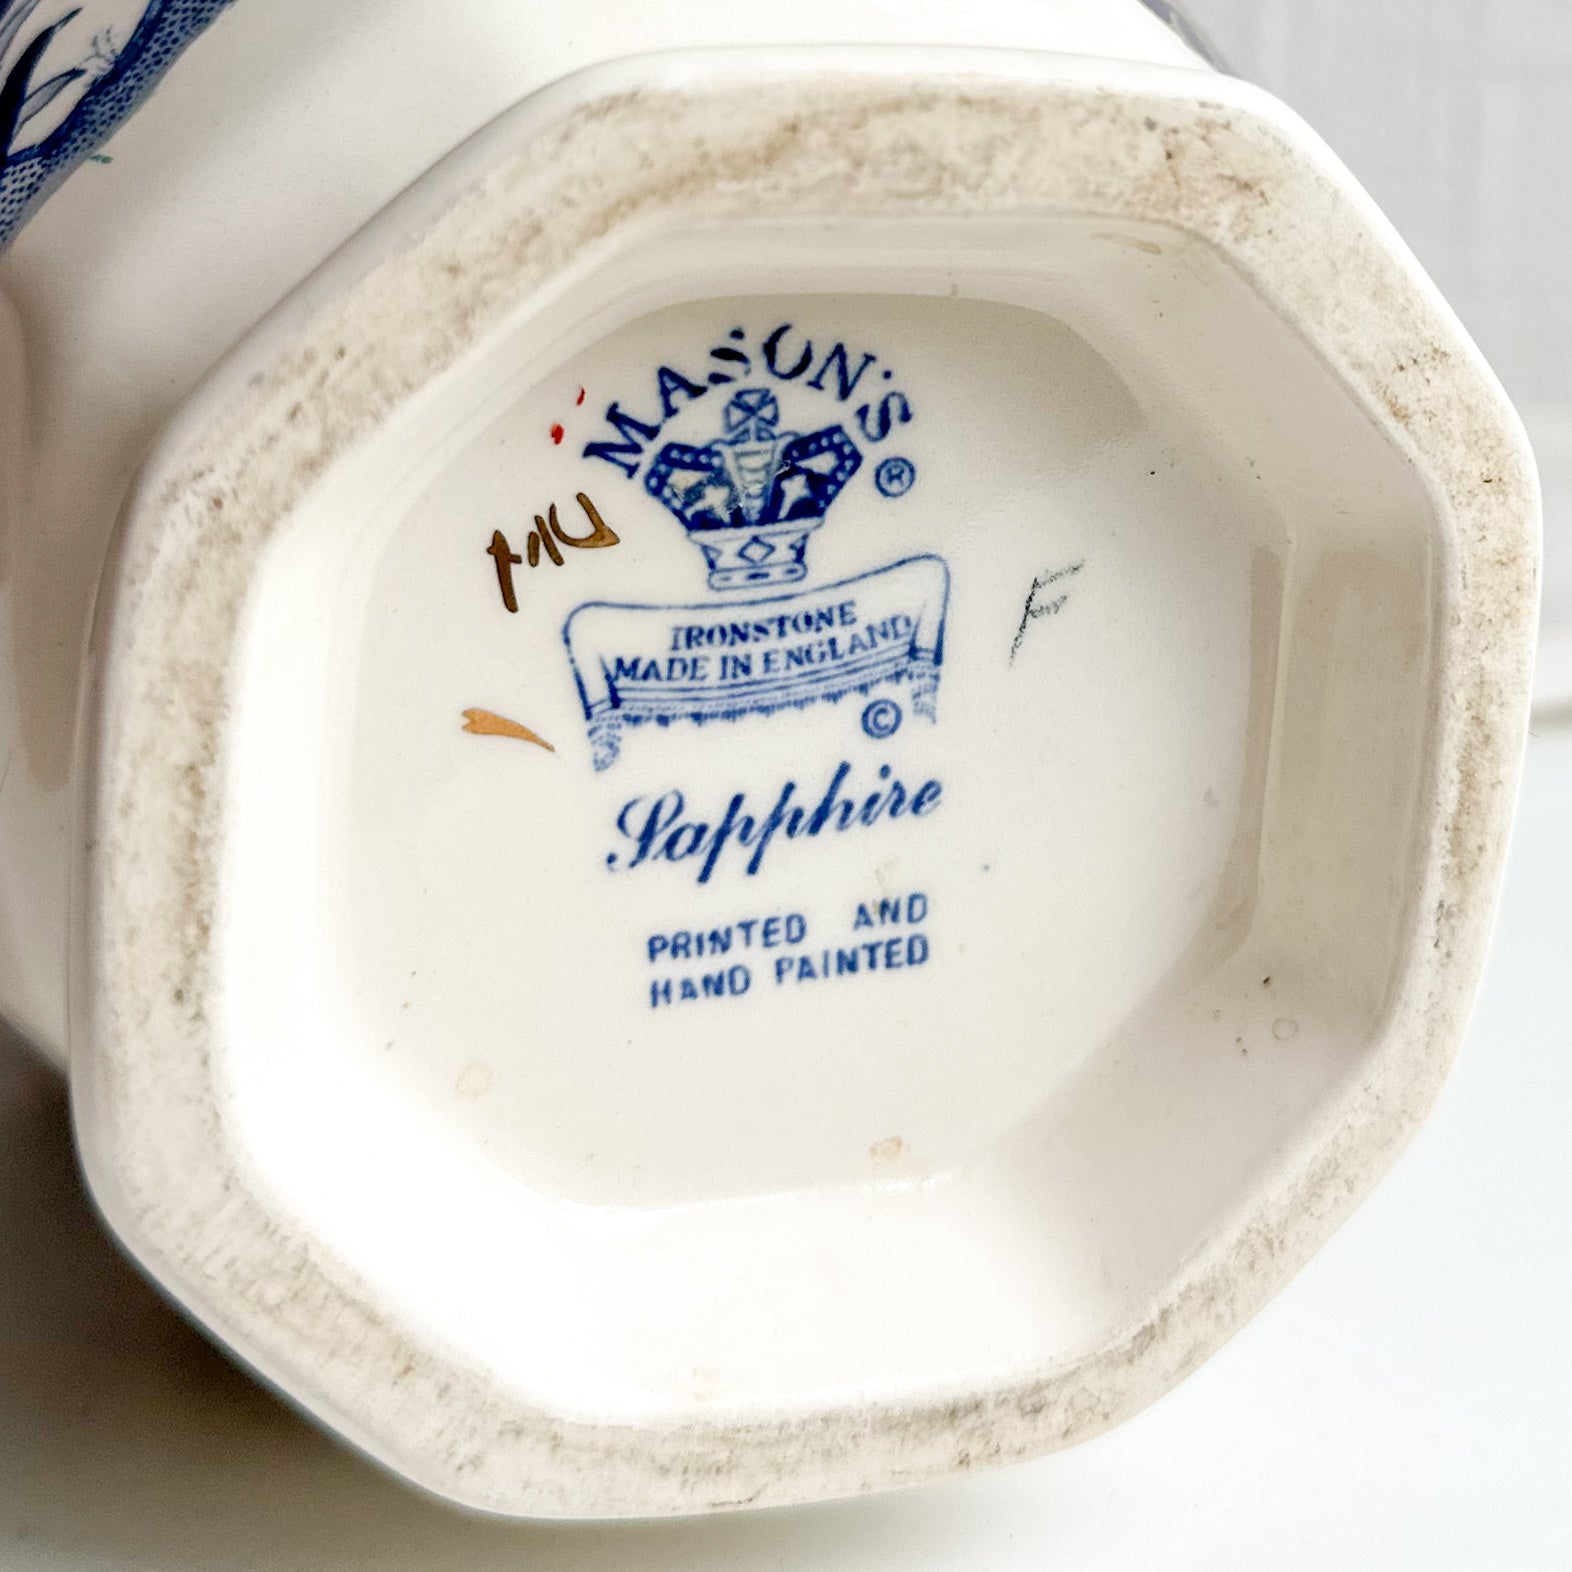 MASON'S
®
IRONSTONE
MADE IN ENGLAND
©
Sapphire
PRINTED AND
HAND PAINTED
F